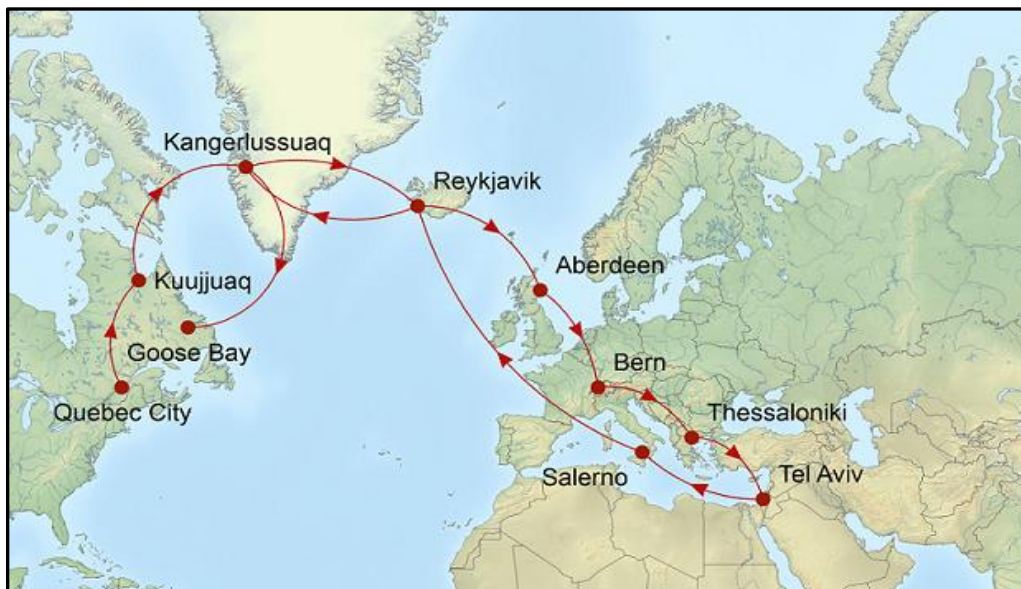 Kangerlussuaq
Reykjavik
Aberdeen
Kuujjuaq
Goose Bay
Bern
Quebec City
Thessaloniki
Salerno
Tel Aviv